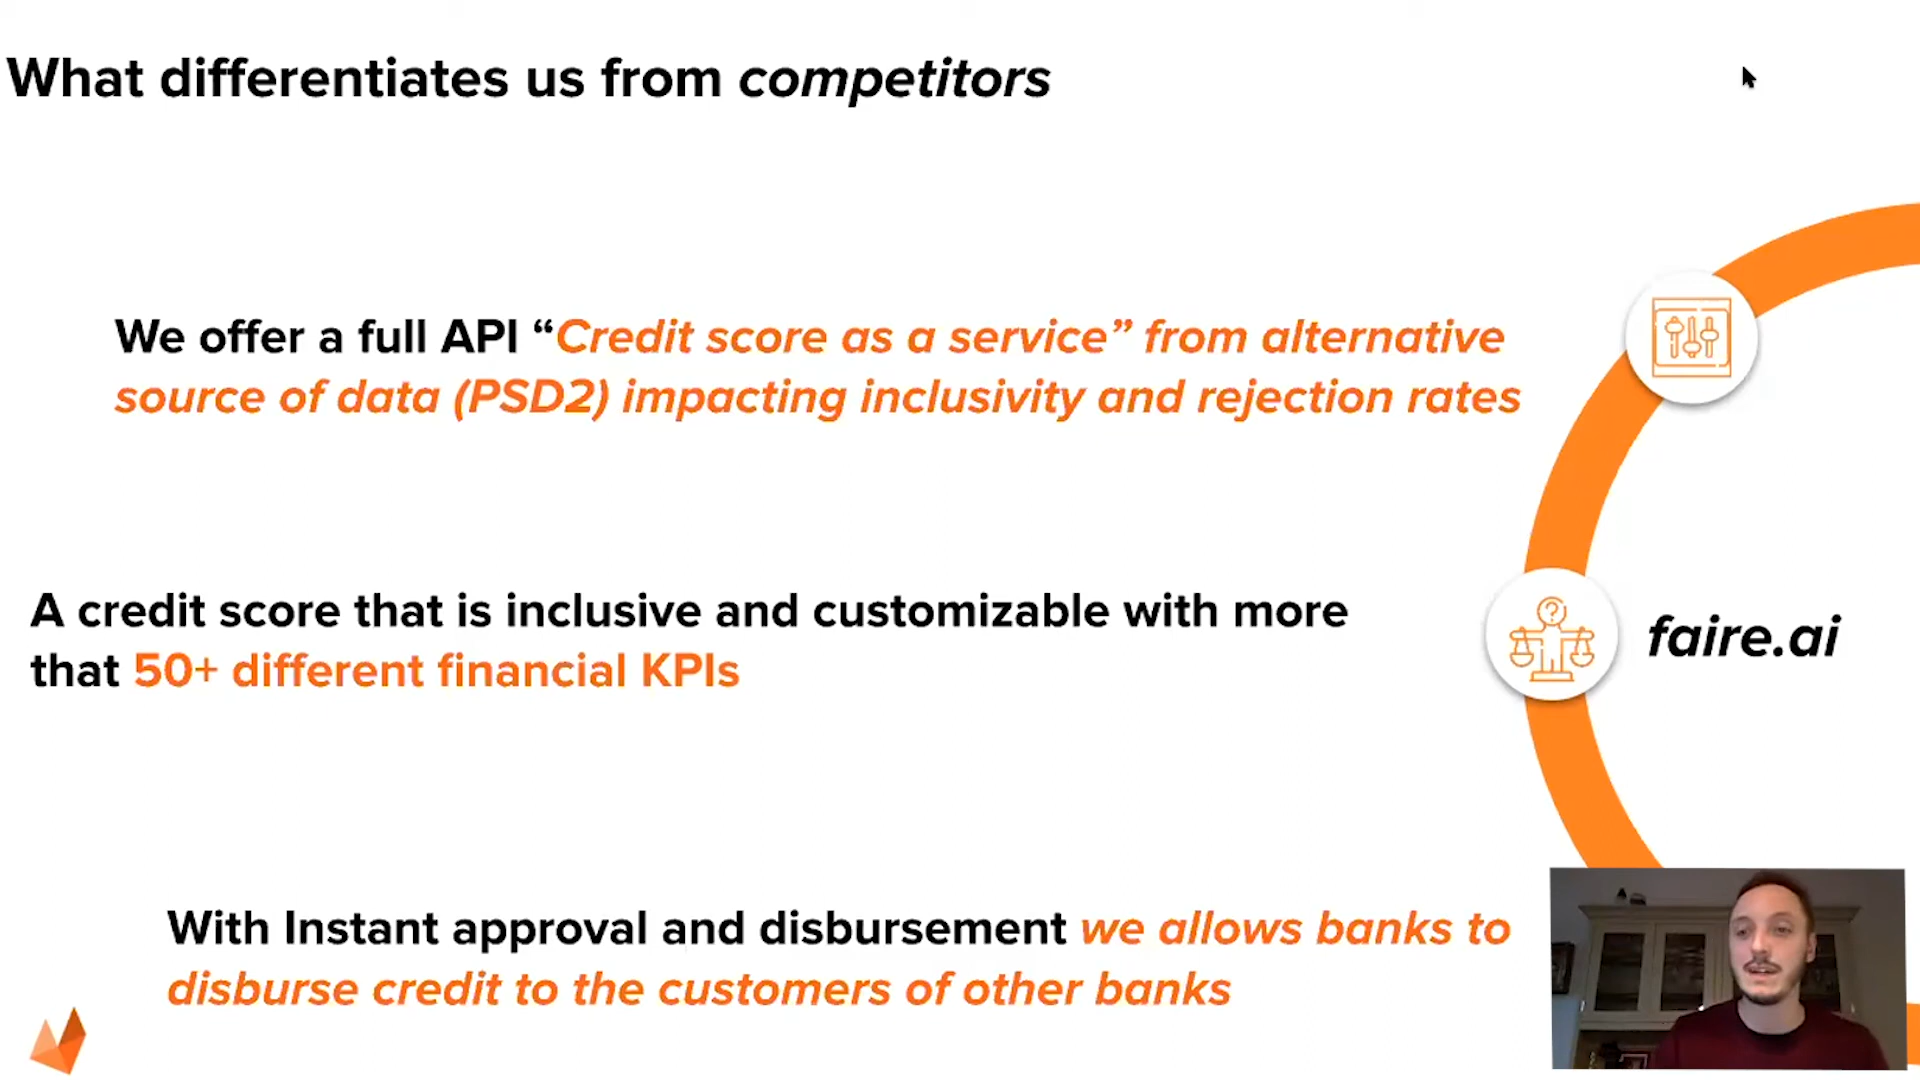 What differentiates us from competitors
We offer a full API “Credit score as a service” from alternative
source of data (PSD2) impacting inclusivity and rejection rates
A credit score that is inclusive and customizable with more
that 50+ different financial KPIs
faire.ai
With Instant approval and disbursement we allows banks to
disburse credit to the customers of other banks